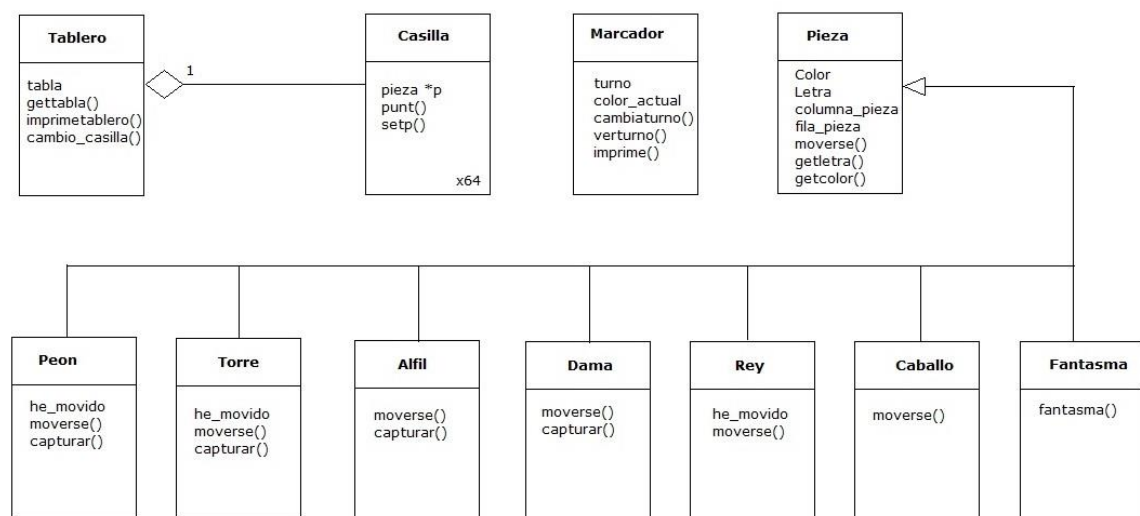 Tablero
tabla
gettabla()
imprimetablero()
cambio_casilla()
1
Casilla
pieza *p
punt()
setp()
x64
Marcador
turno
color_actual
cambiaturno()
verturno()
imprime()
Pieza
Color
Letra
columna_pieza
fila_pieza
moverse()
getletra()
getcolor()
Peon
he_movido
moverse()
capturar()
Torre
he_movido
moverse()
capturar()
Alfil
moverse()
capturar()
Dama
moverse()
capturar()
Rey
he_movido
moverse()
Caballo
moverse()
Fantasma
fantasma()